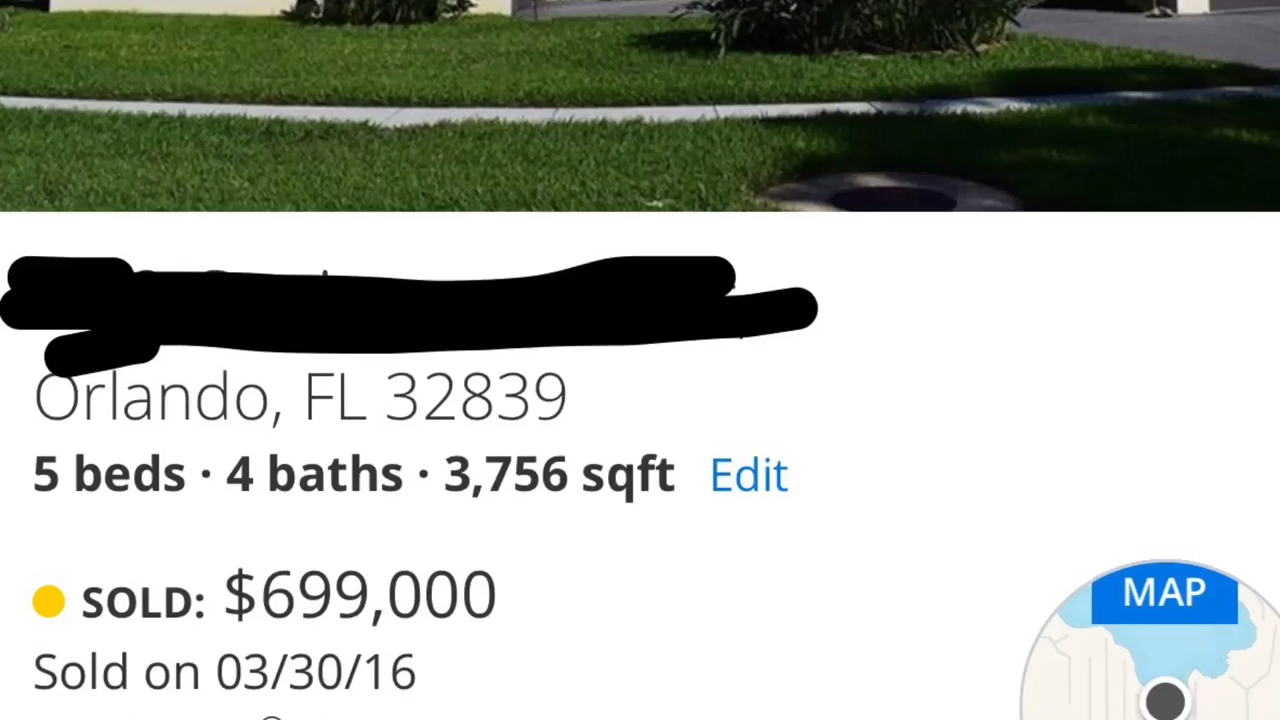 Orlando, FL 32839
5 beds · 4 baths · 3,756 sqft Edit
SOLD: $699,000
MAP
Sold on 03/30/16